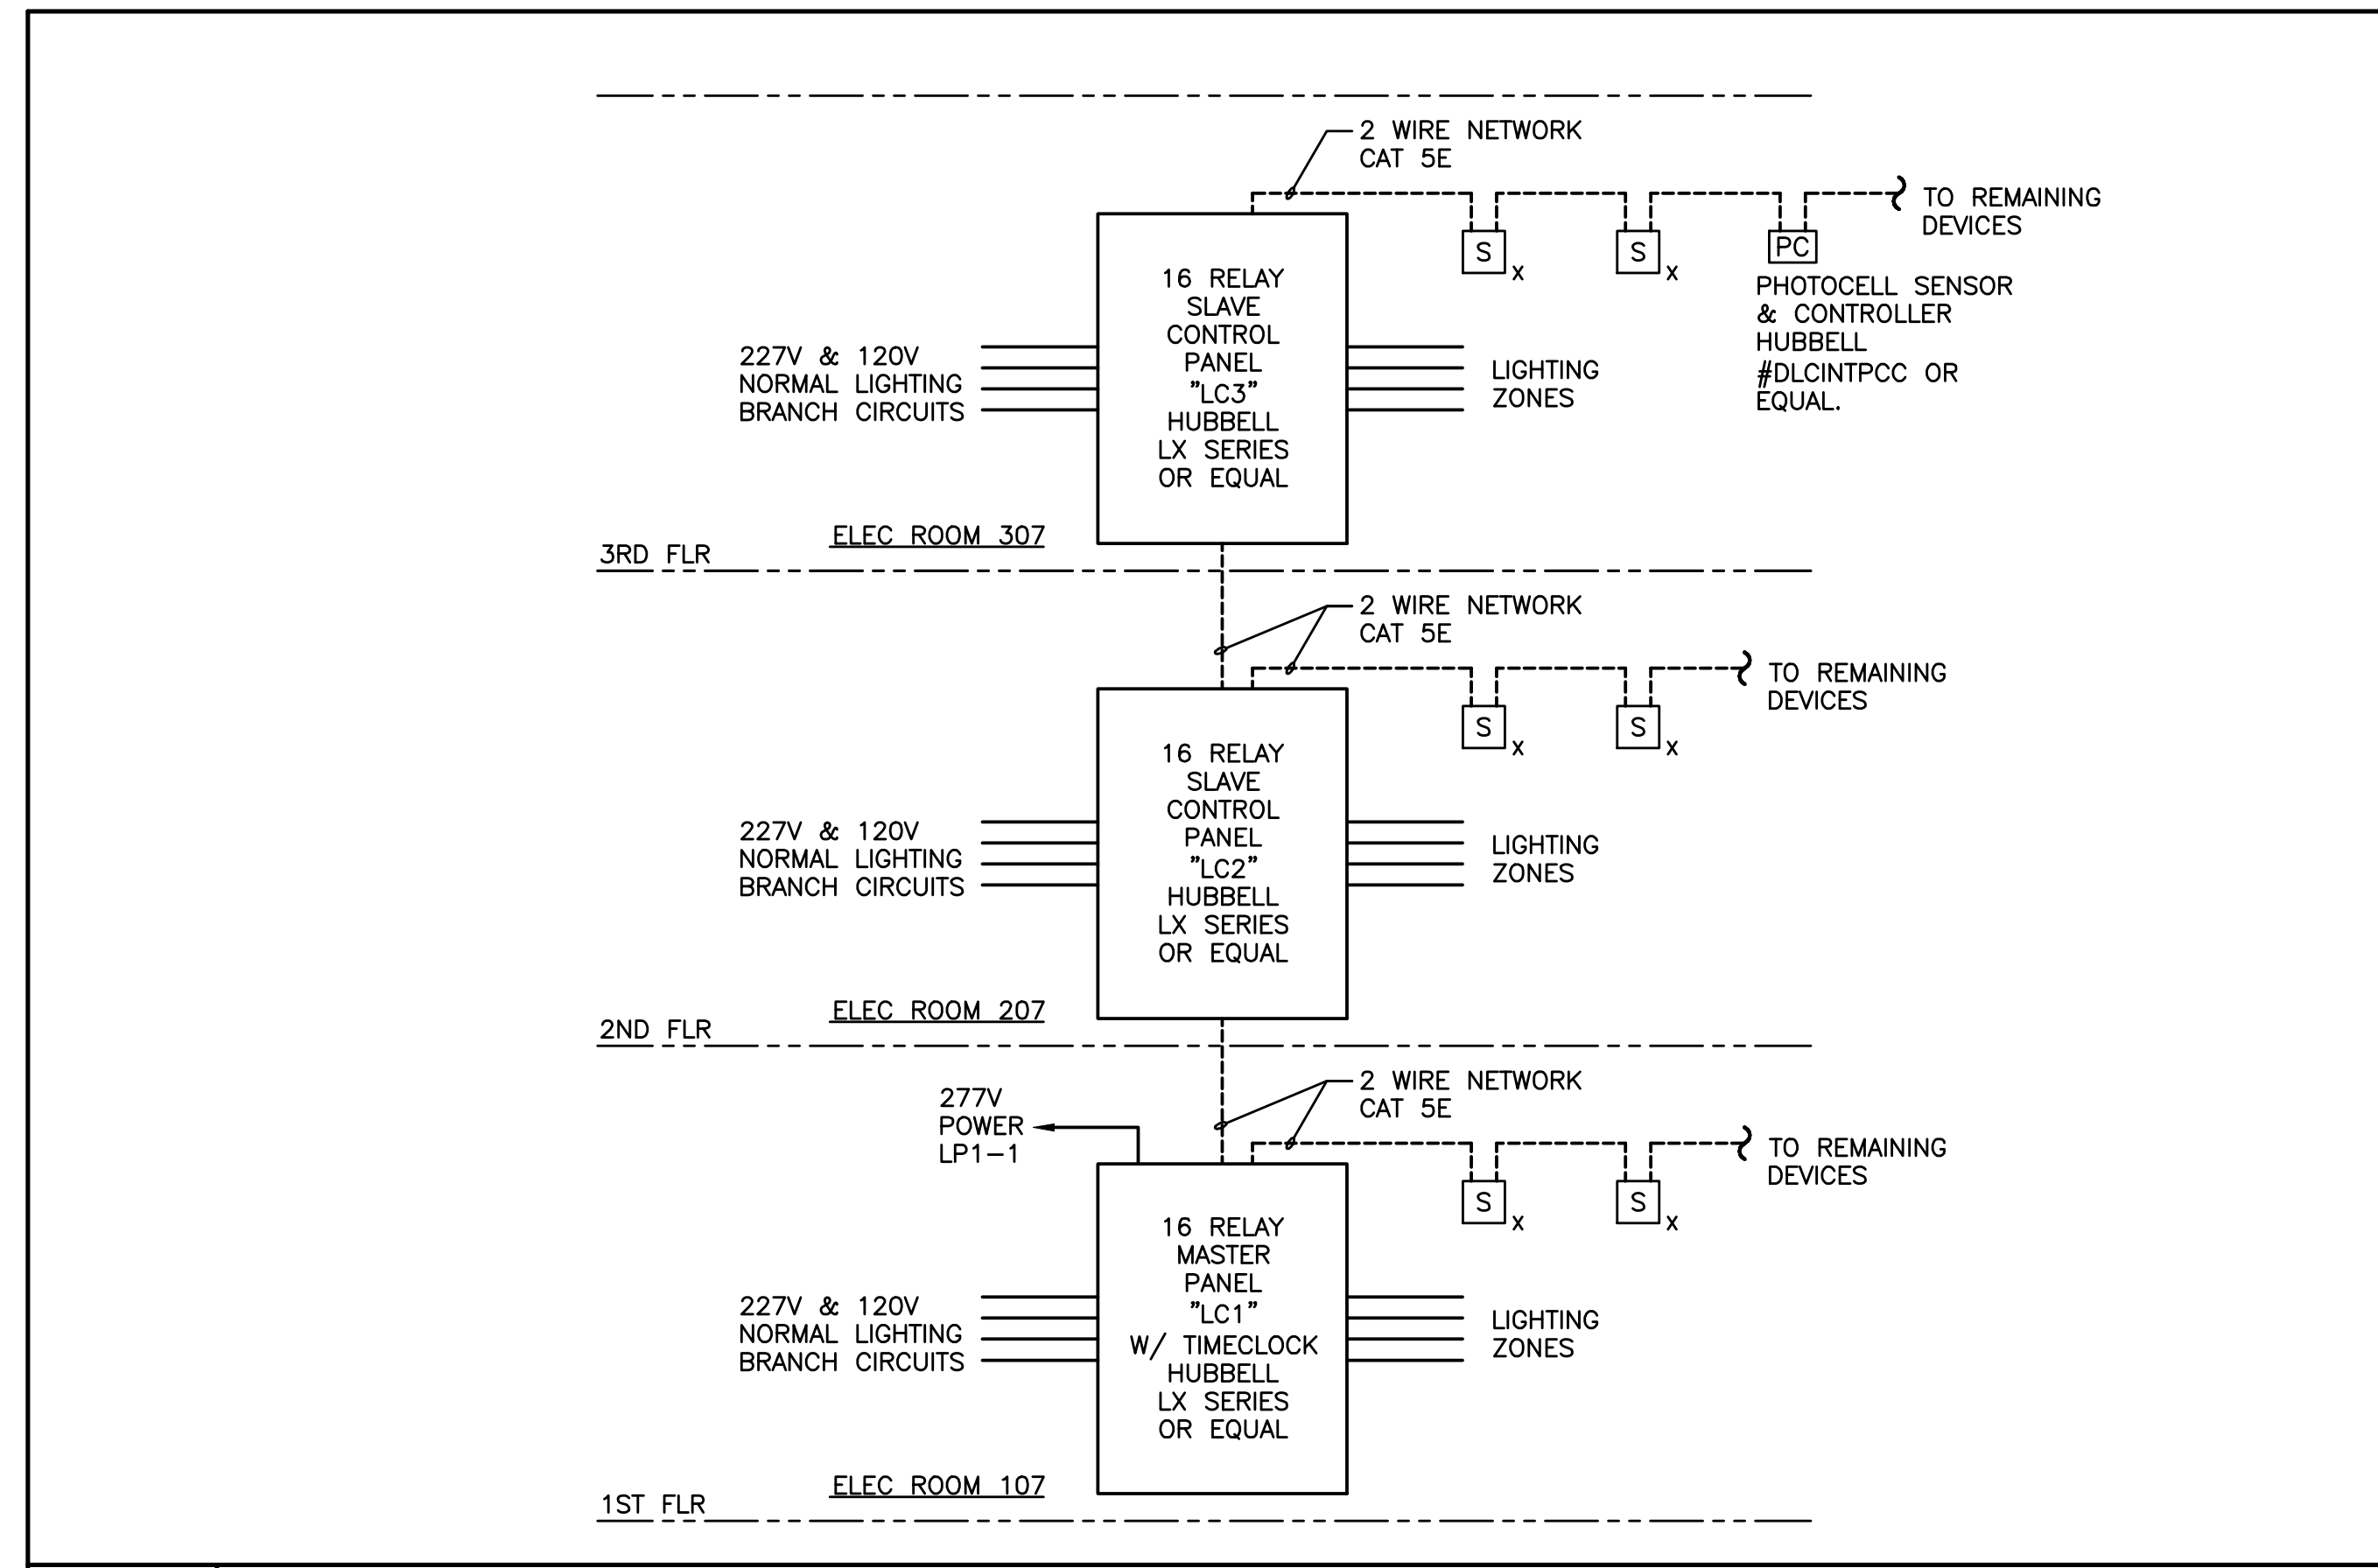 2 WIRE NETWORK
CAT 5E
TO REMAINING
DEVICES
S
X
S
X
PC
PHOTOCELL SENSOR
& CONTROLLER
HUBBELL
#DLCINTPCC OR
EQUAL.
16 RELAY
SLAVE
CONTROL
PANEL
"LC3"
HUBBELL
LX SERIES
OR EQUAL
227V & 120V
NORMAL LIGHTING
BRANCH CIRCUITS
LIGHTING
ZONES
ELEC ROOM 307
3RD FLR
2 WIRE NETWORK
CAT 5E
TO REMAINING
DEVICES
S
X
S
X
16 RELAY
SLAVE
CONTROL
PANEL
"LC2"
HUBBELL
LX SERIES
OR EQUAL
227V & 120V
NORMAL LIGHTING
BRANCH CIRCUITS
LIGHTING
ZONES
ELEC ROOM 207
2ND FLR
277V
POWER
LP1-1
2 WIRE NETWORK
CAT 5E
TO REMAINING
DEVICES
S
X
S
X
16 RELAY
MASTER
PANEL
"LC1"
W/ TIMECLOCK
HUBBELL
LX SERIES
OR EQUAL
227V & 120V
NORMAL LIGHTING
BRANCH CIRCUITS
LIGHTING
ZONES
ELEC ROOM 107
1ST FLR